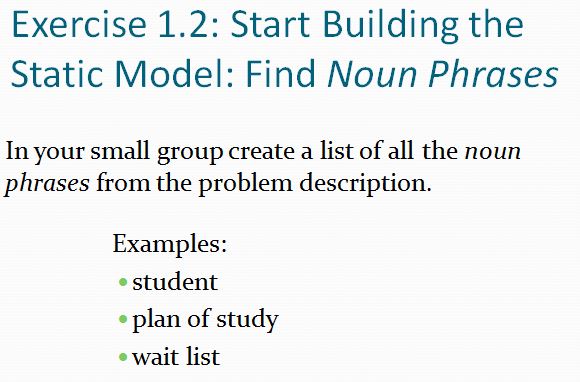 Exercise 1.2: Start Building the
Static Model: Find Noun Phrases
In your small group create a list of all the noun
phrases from the problem description.
Examples:
• student
• plan of study
• wait list